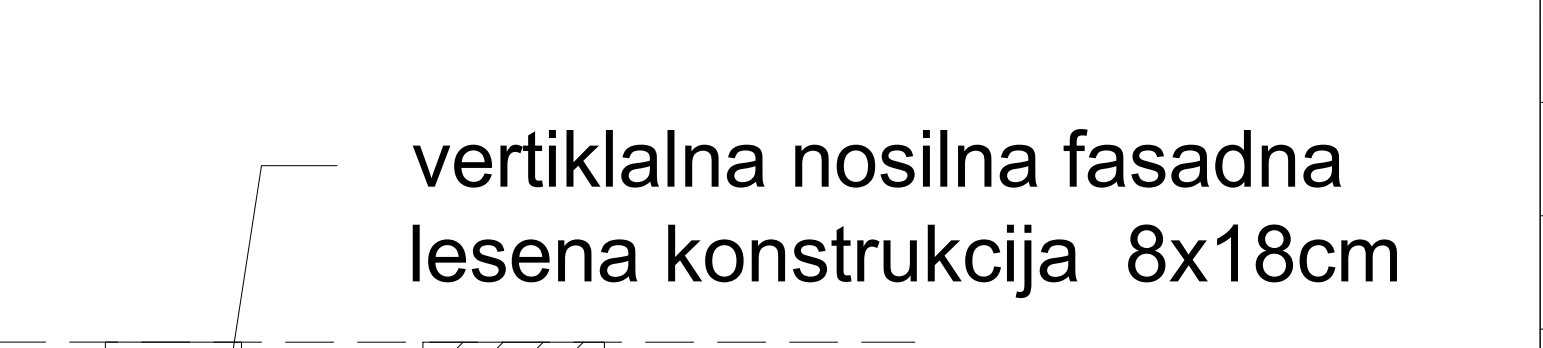 vertiklalna nosilna fasadna
lesena konstrukcija  8x18cm